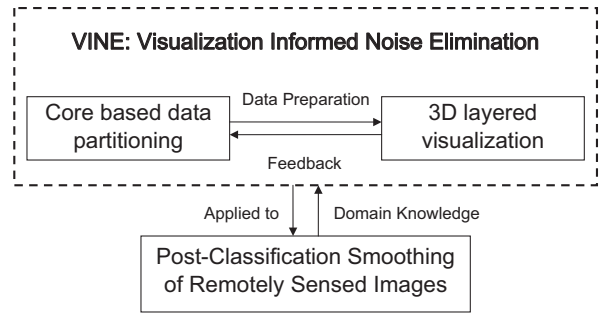 VINE: Visualization Informed Noise Elimination
Core based data
partitioning
Data Preparation
Feedback
3D layered
visualization
Applied to
Domain Knowledge
Post-Classification Smoothing
of Remotely Sensed Images